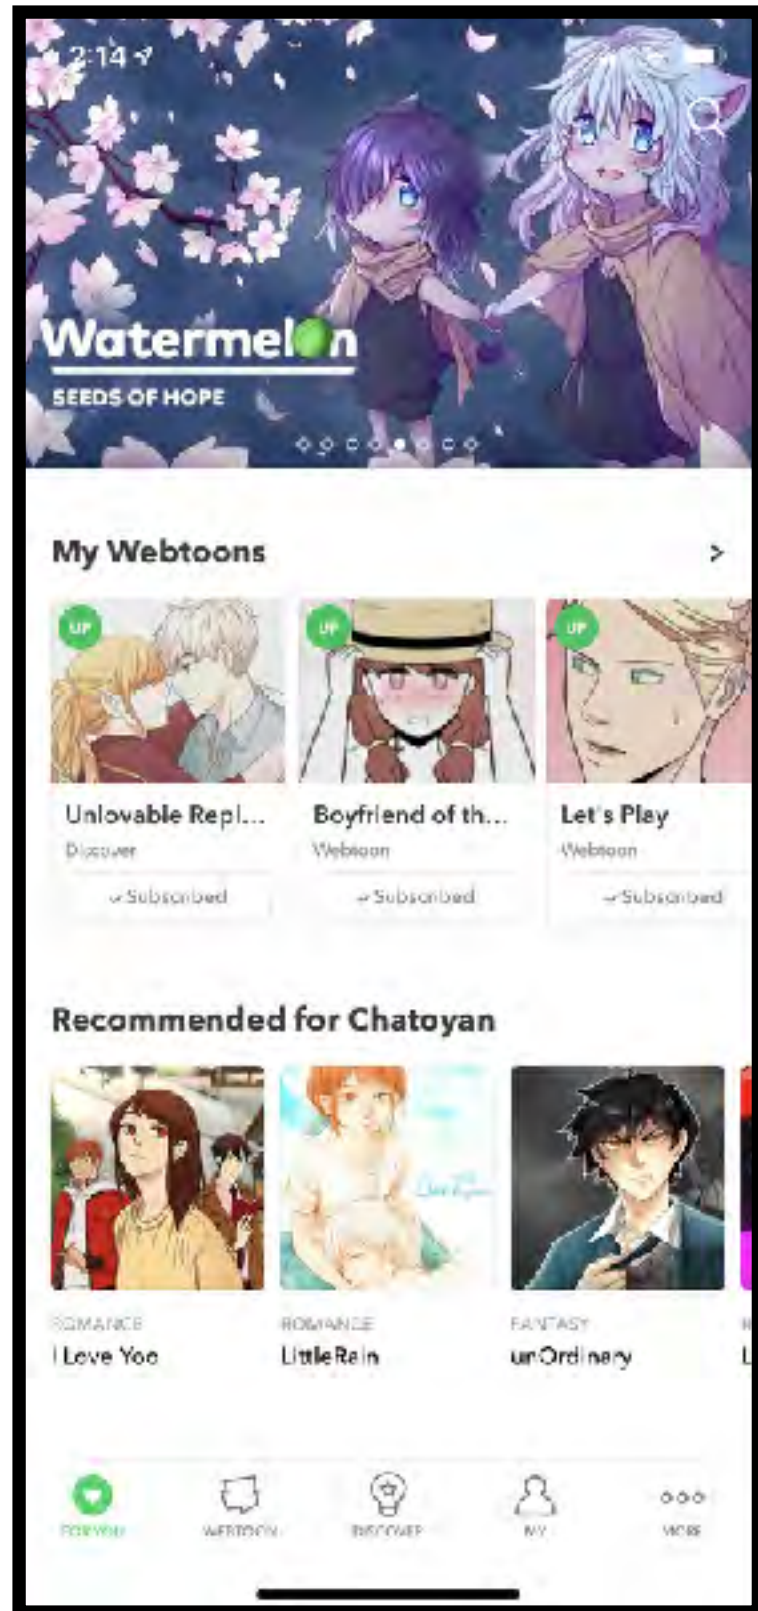 2:14
Watermelon
SEEDS OF HOPE
My Webtoons >
UP UP UP
Unlovable Repl... Boyfriend of th... Let's Play
Discover Webtoon Webtoon
Subscribed Subscribed Subscribed
Recommended for Chatoyan
ROMANCE ROMANCE FANTASY
I Love Yoo LittleRain unOrdinary L
FOR YOU WEBTOON DISCOVER MY MORE